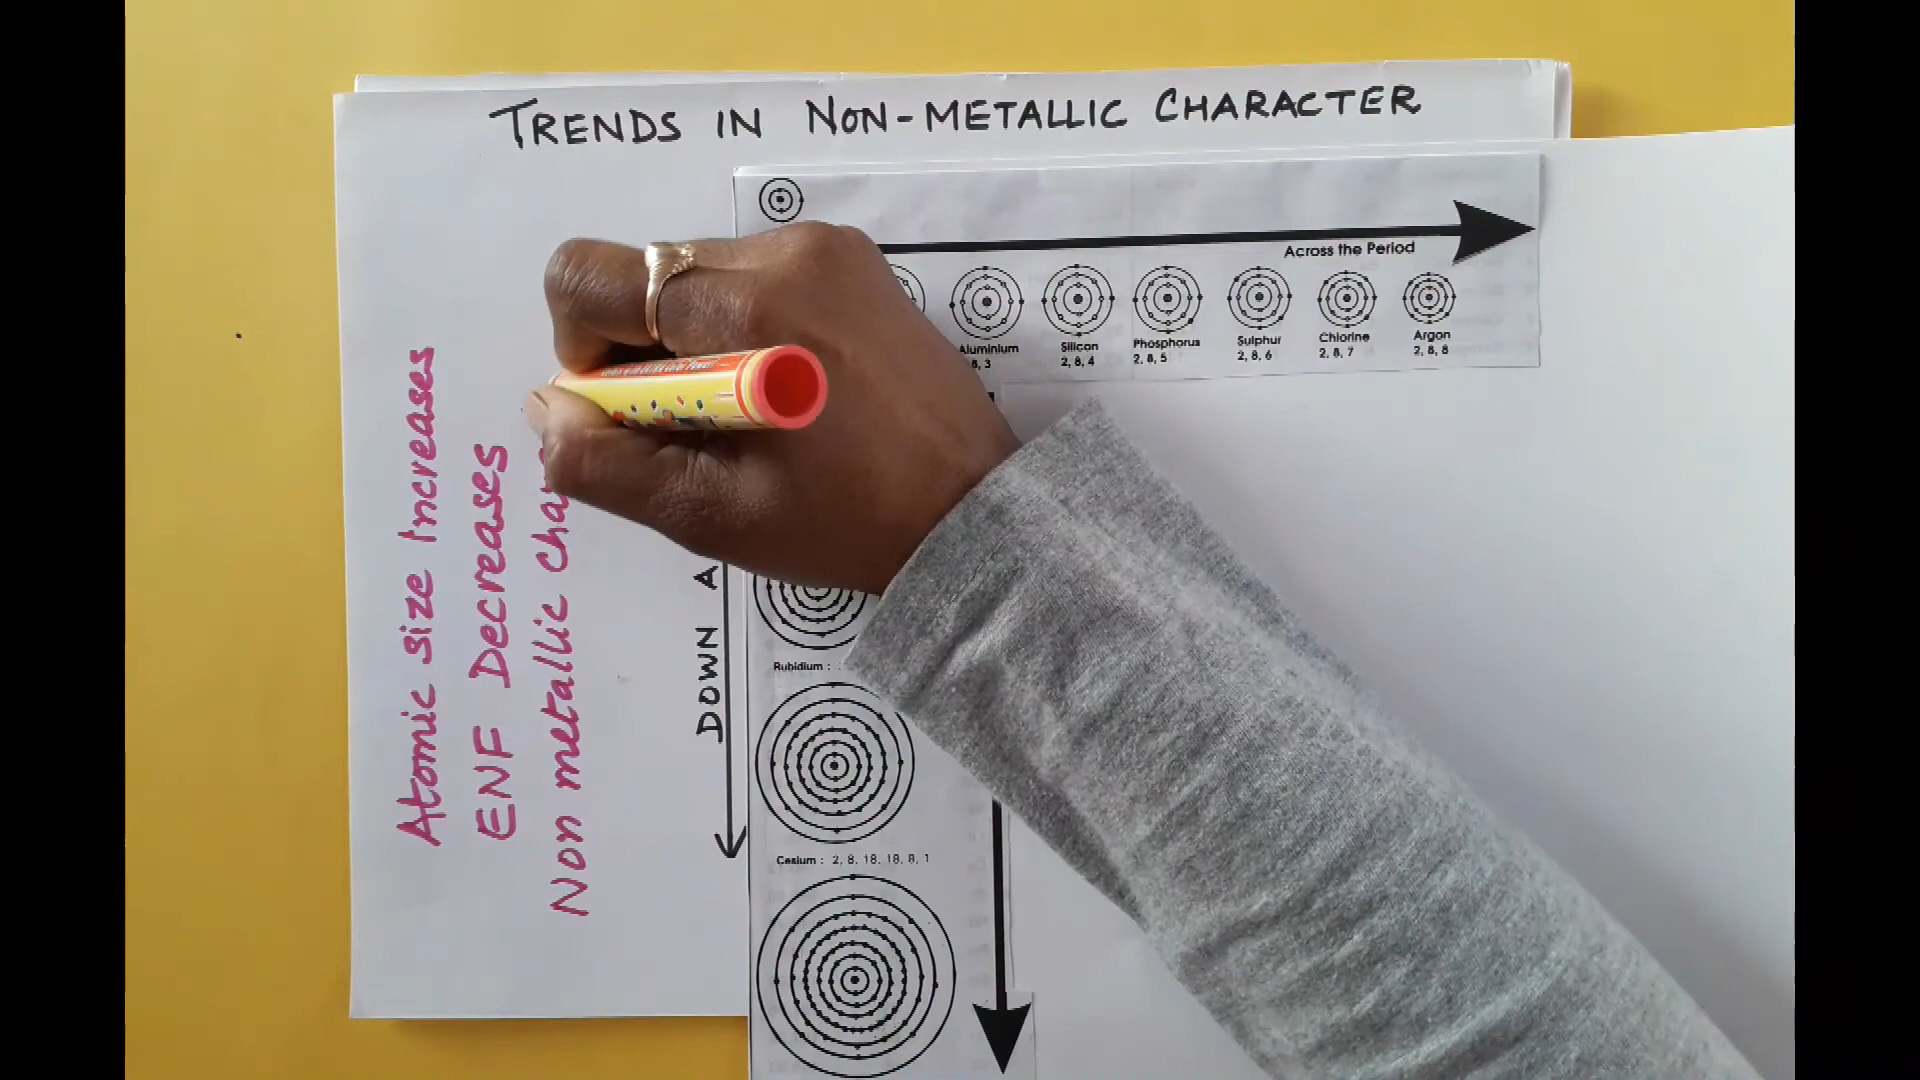 TRENDS IN NON-METALLIC CHARACTER
Across the Period
Aluminium
8, 3
Silicon
2, 8, 4
Phosphorus
2, 8, 5
Sulphur
2, 8, 6
Chlorine
2, 8, 7
Argon
2, 8, 8
Atomic size Increases
ENF Decreases
Non metallic cha
DOWN A
Rubidium :
Cesium : 2, 8, 18, 18, 8, 1